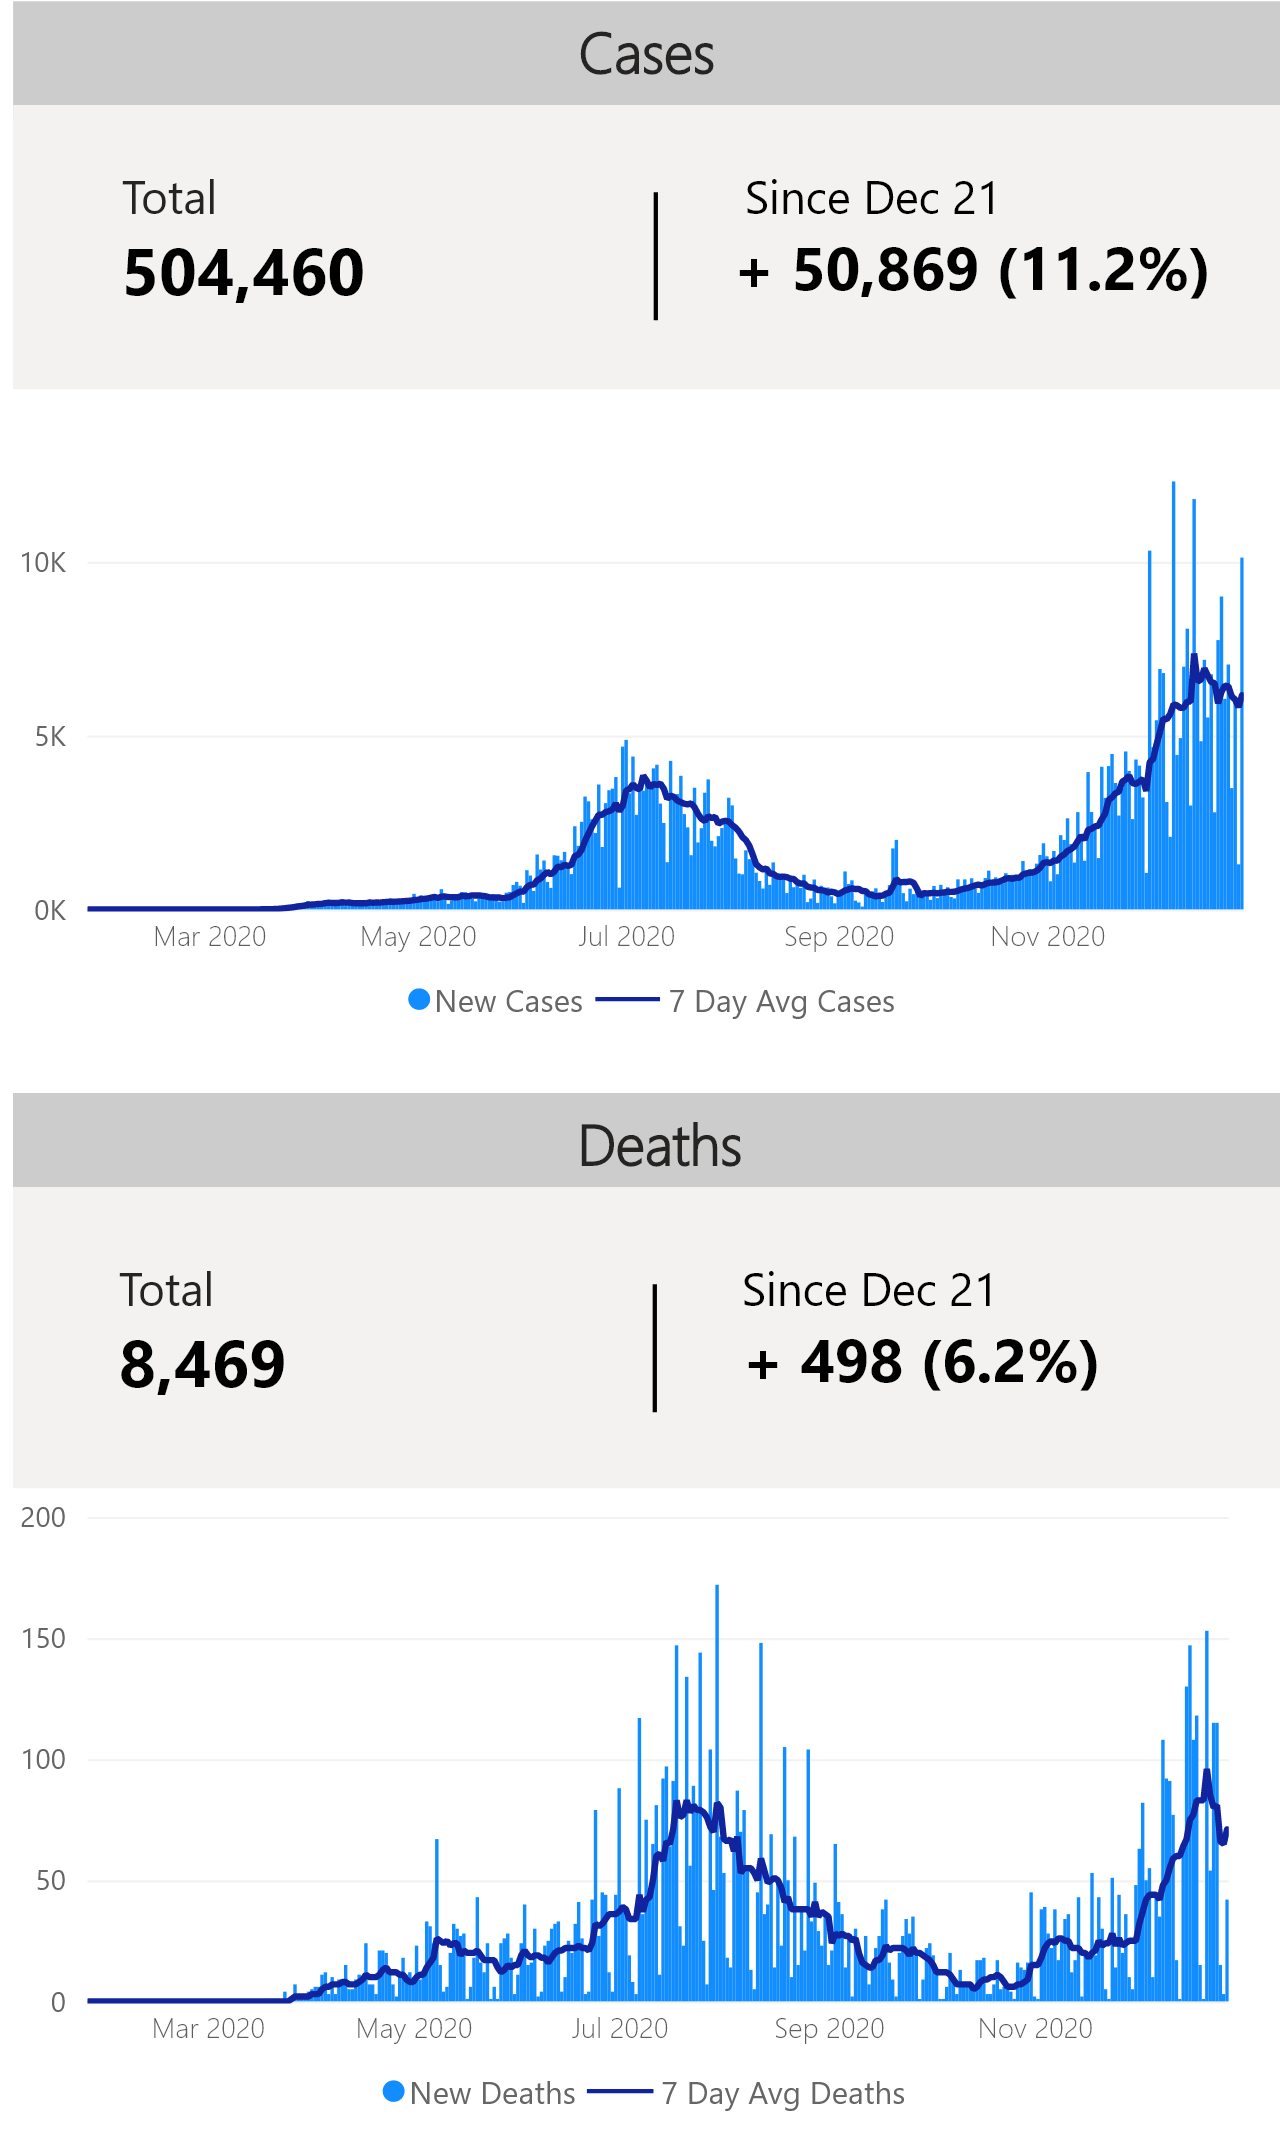 Cases
Total
Since Dec 21
504,460
+ 50,869 (11.2%)
10K
5K
0K
Mar 2020 May 2020 Jul 2020 Sep 2020 Nov 2020
New Cases 7 Day Avg Cases
Deaths
Total
Since Dec 21
8,469
+ 498 (6.2%)
200
150
100
50
0
Mar 2020 May 2020 Jul 2020 Sep 2020 Nov 2020
New Deaths 7 Day Avg Deaths